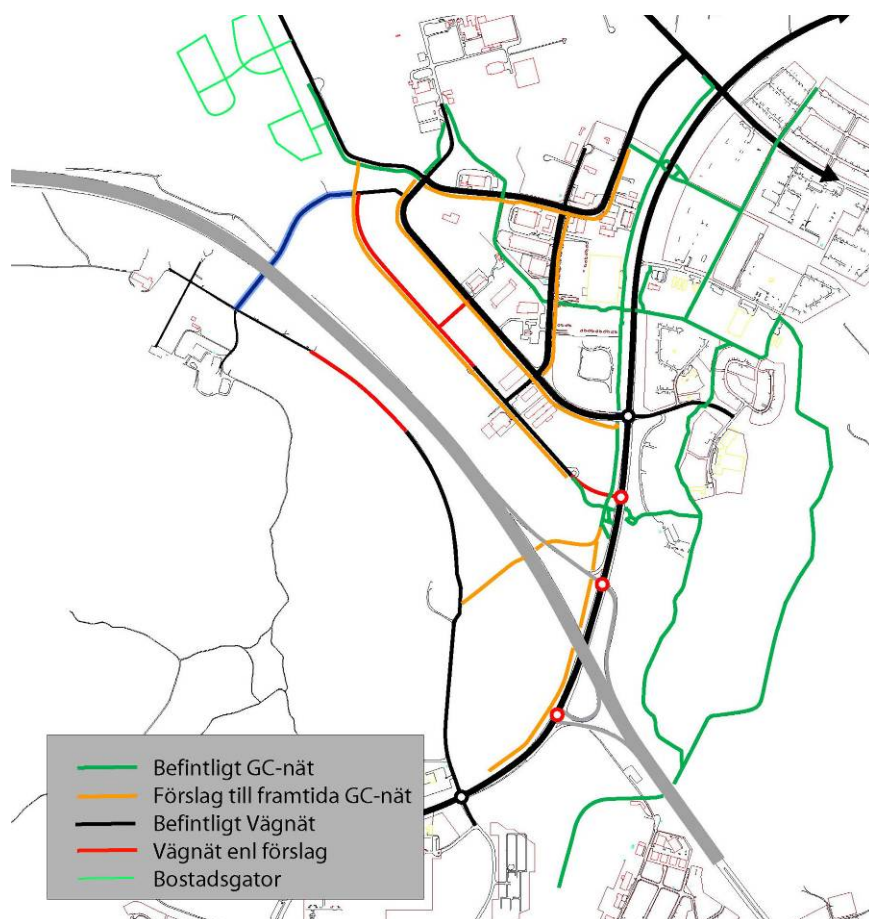 Befintligt GC-nät
Förslag till framtida GC-nät
Befintligt Vägnät
Vägnät enl förslag
Bostadsgator